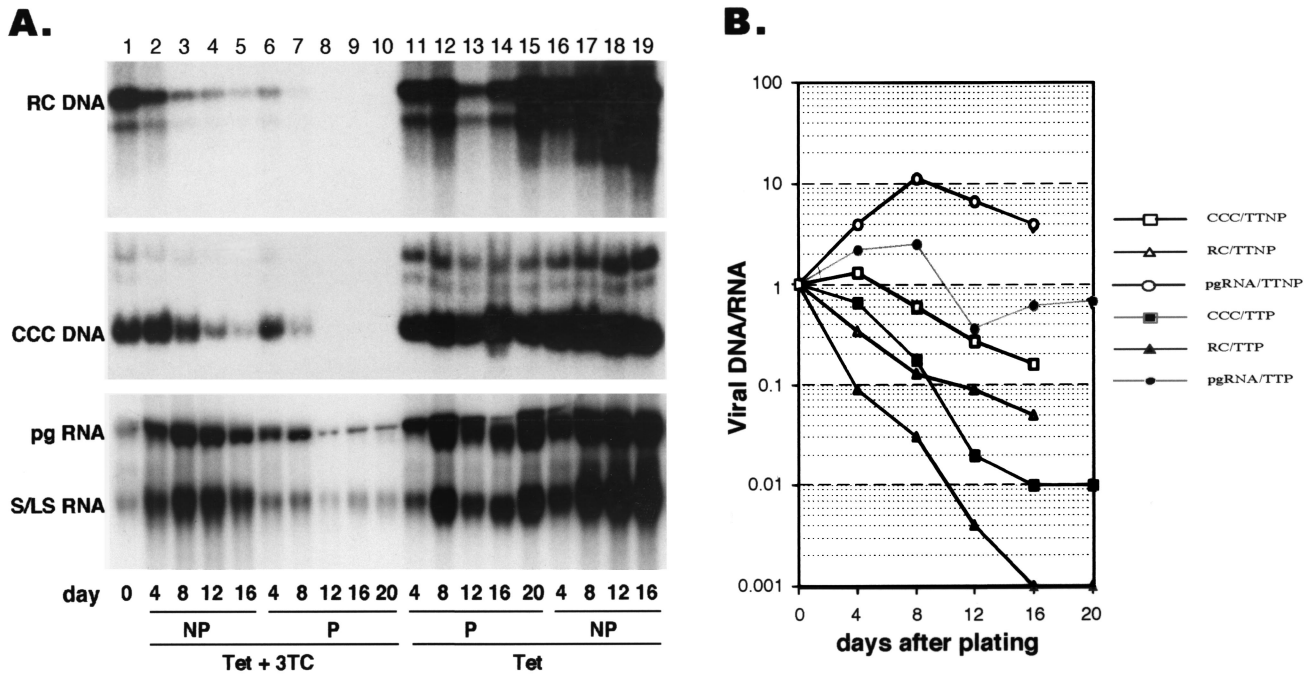 A.
1 2 3 4 5 6 7 8 9 10 11 12 13 14 15 16 17 18 19
RC DNA
CCC DNA
pg RNA
S/LS RNA
day 0 4 8 12 16 4 8 12 16 20 4 8 12 16 20 4 8 12 16
NP P P NP
Tet + 3TC Tet
B.
Viral DNA/RNA
100
10
1
0.1
0.01
0.001
0 4 8 12 16 20
days after plating
CCC/TTNP
RC/TTNP
pgRNA/TTNP
CCC/TTP
RC/TTP
pgRNA/TTP